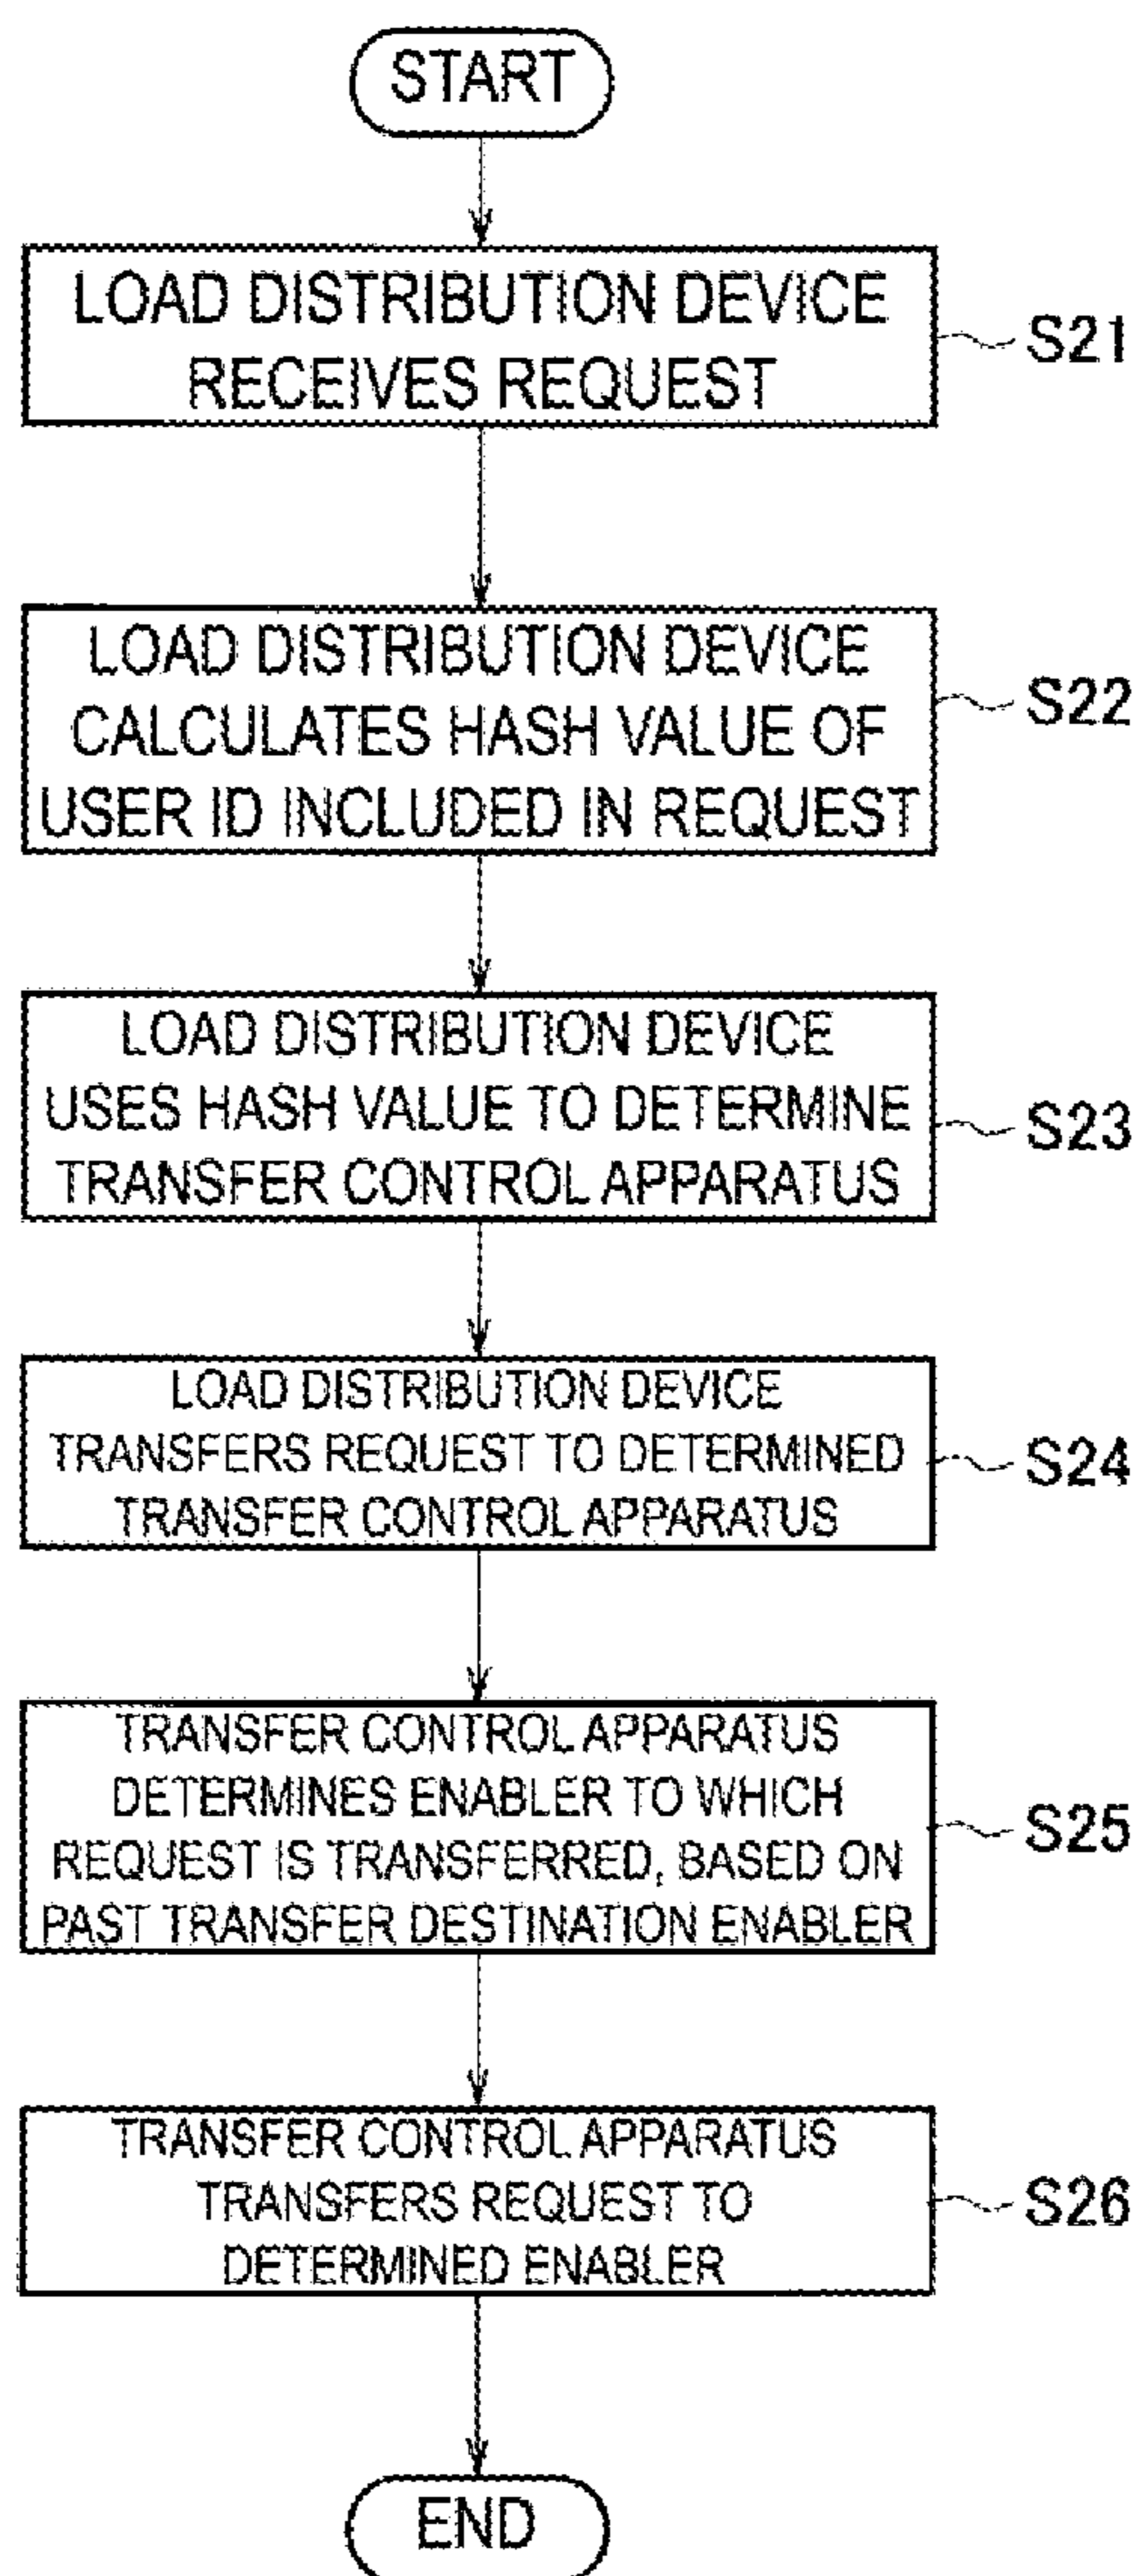 START
LOAD DISTRIBUTION DEVICE
RECEIVES REQUEST
S21
LOAD DISTRIBUTION DEVICE
CALCULATES HASH VALUE OF
USER ID INCLUDED IN REQUEST
S22
LOAD DISTRIBUTION DEVICE
USES HASH VALUE TO DETERMINE
TRANSFER CONTROL APPARATUS
S23
LOAD DISTRIBUTION DEVICE
TRANSFERS REQUEST TO DETERMINED
TRANSFER CONTROL APPARATUS
S24
TRANSFER CONTROL APPARATUS
DETERMINES ENABLER TO WHICH
REQUEST IS TRANSFERRED, BASED ON
PAST TRANSFER DESTINATION ENABLER
S25
TRANSFER CONTROL APPARATUS
TRANSFERS REQUEST TO
DETERMINED ENABLER
S26
END